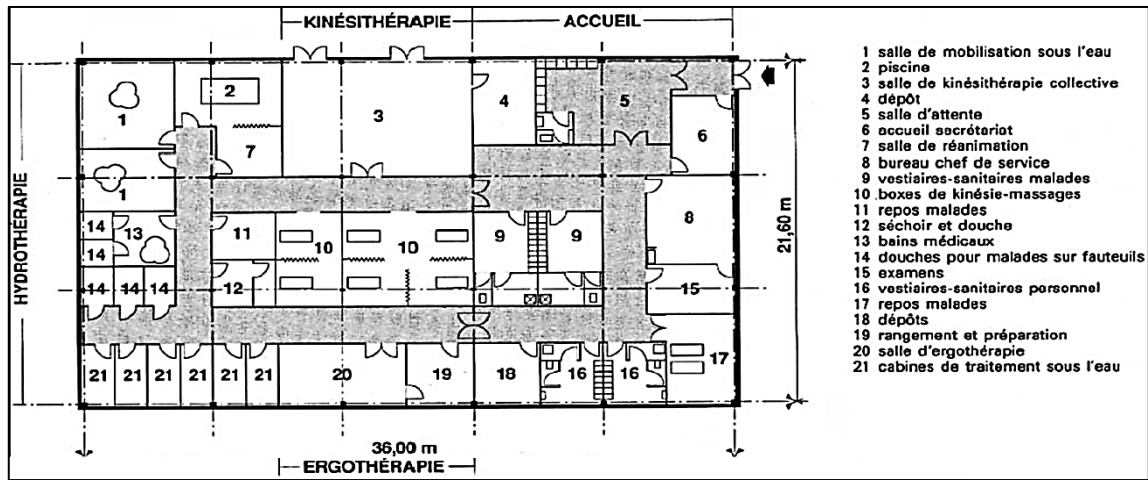 KINÉSITHÉRAPIE
ACCUEIL
HYDROTHÉRAPIE
1
2
3
4
5
6
7
1
8
14
13
11
10
10
9
9
14
14
14
14
12
15
21
21
21
21
21
21
20
19
18
16
16
17
21,60 m
36,00 m
ERGOTHÉRAPIE
1 salle de mobilisation sous l'eau
2 piscine
3 salle de kinésithérapie collective
4 dépôt
5 salle d'attente
6 accueil secrétariat
7 salle de réanimation
8 bureau chef de service
9 vestiaires-sanitaires malades
10 boxes de kinésie-massages
11 repos malades
12 séchoir et douche
13 bains médicaux
14 douches pour malades sur fauteuils
15 examens
16 vestiaires-sanitaires personnel
17 repos malades
18 dépôts
19 rangement et préparation
20 salle d'ergothérapie
21 cabines de traitement sous l'eau